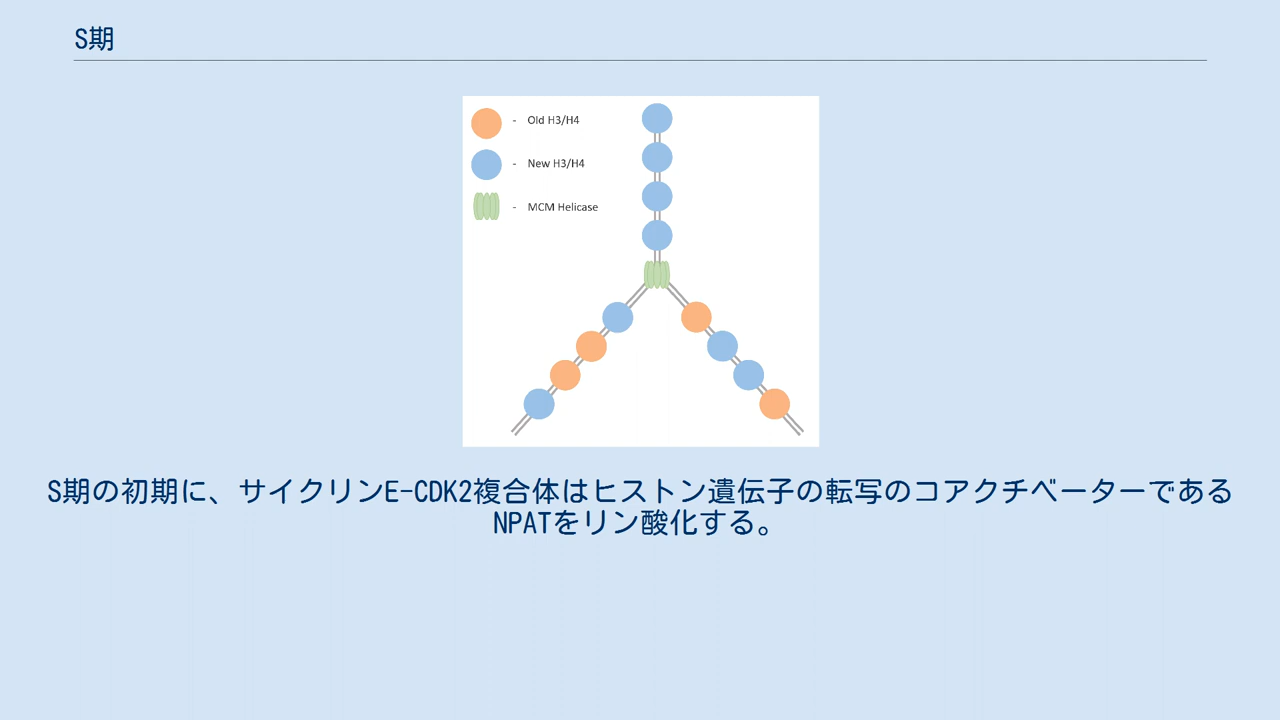 S期
- Old H3/H4
- New H3/H4
- MCM Helicase
S期の初期に、サイクリンE-CDK2複合体はヒストン遺伝子の転写のコアクチベーターである
NPATをリン酸化する。